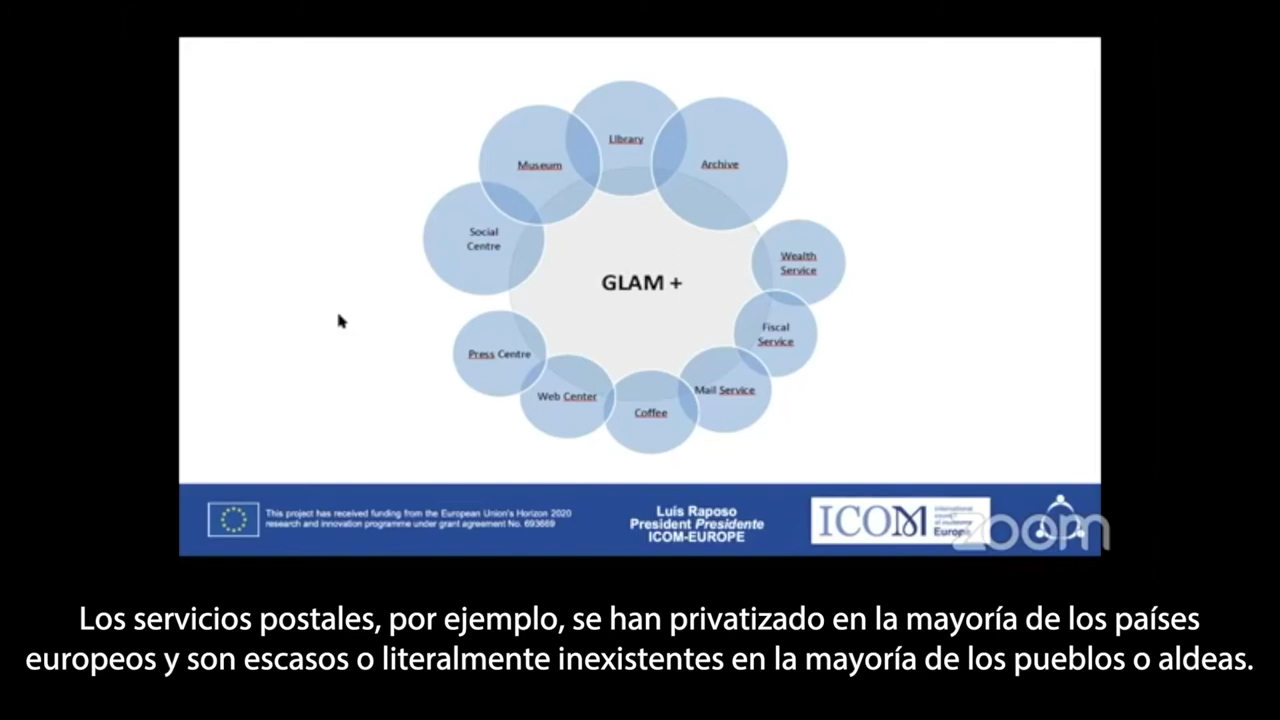 Library
Museum
Archive
Social
Centre
Wealth
Service
GLAM +
Fiscal
Service
Press Centre
Web Center
Mail Service
Coffee
This project has received funding from the European Union's Horizon 2020
research and innovation programme under grant agreement No. 693669
Luís Raposo
President Presidente
ICOM-EUROPE
ICOM
international
Europe
zoom
Los servicios postales, por ejemplo, se han privatizado en la mayoría de los países
europeos y son escasos o literalmente inexistentes en la mayoría de los pueblos o aldeas.